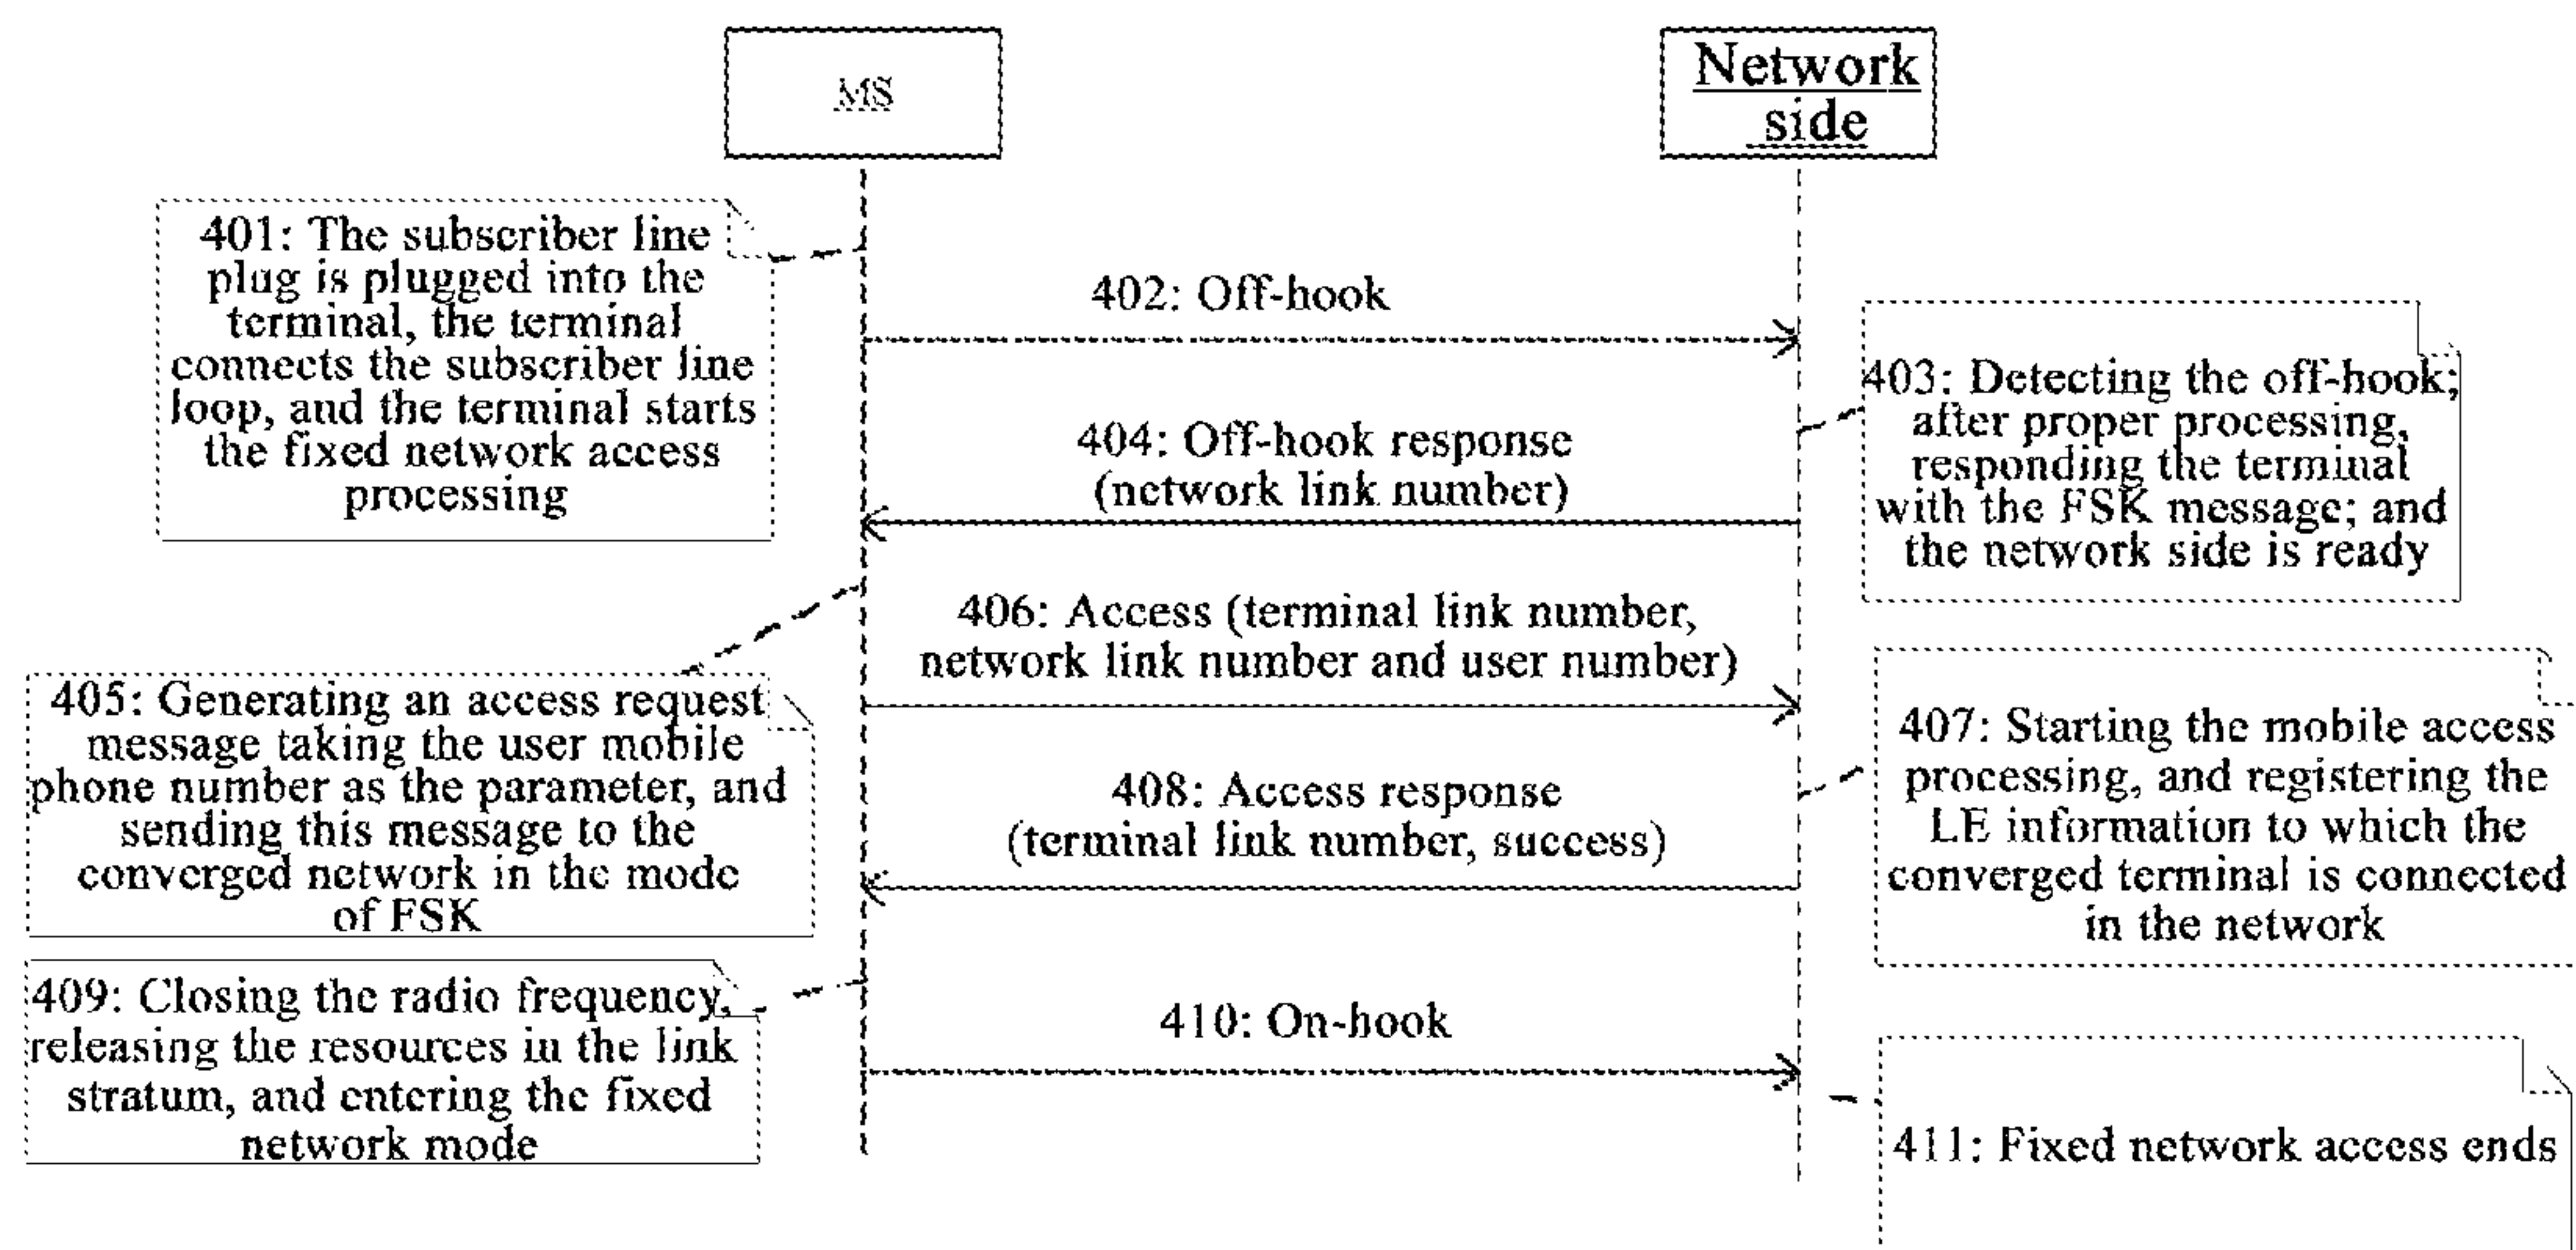 MS
Network
side
401: The subscriber line
plug is plugged into the
terminal, the terminal
connects the subscriber line
loop, and the terminal starts
the fixed network access
processing
402: Off-hook
403: Detecting the off-hook;
after proper processing,
responding the terminal
with the FSK message; and
the network side is ready
404: Off-hook response
(network link number)
405: Generating an access request
message taking the user mobile
phone number as the parameter, and
sending this message to the
converged network in the mode
of FSK
406: Access (terminal link number,
network link number and user number)
407: Starting the mobile access
processing, and registering the
LE information to which the
converged terminal is connected
in the network
408: Access response
(terminal link number, success)
409: Closing the radio frequency,
releasing the resources in the link
stratum, and entering the fixed
network mode
410: On-hook
411: Fixed network access ends